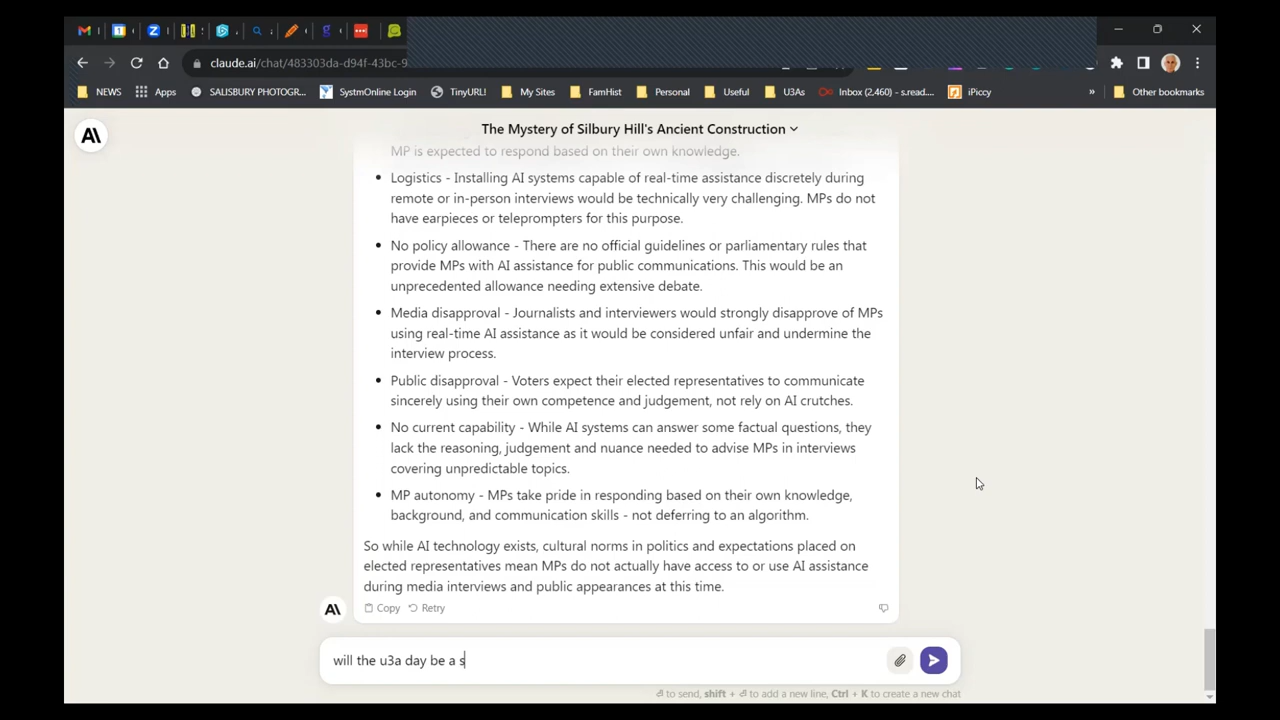 claude.ai/chat/483303da-d94f-43bc-9
NEWS Apps SALISBURY PHOTOGR... SystmOnline Login TinyURL! My Sites FamHist Personal Useful U3As Inbox (2,460) - s.read.... iPiccy » Other bookmarks
The Mystery of Silbury Hill's Ancient Construction
MP is expected to respond based on their own knowledge.
• Logistics - Installing AI systems capable of real-time assistance discretely during
remote or in-person interviews would be technically very challenging. MPs do not
have earpieces or teleprompters for this purpose.
• No policy allowance - There are no official guidelines or parliamentary rules that
provide MPs with AI assistance for public communications. This would be an
unprecedented allowance needing extensive debate.
• Media disapproval - Journalists and interviewers would strongly disapprove of MPs
using real-time AI assistance as it would be considered unfair and undermine the
interview process.
• Public disapproval - Voters expect their elected representatives to communicate
sincerely using their own competence and judgement, not rely on AI crutches.
• No current capability - While AI systems can answer some factual questions, they
lack the reasoning, judgement and nuance needed to advise MPs in interviews
covering unpredictable topics.
• MP autonomy - MPs take pride in responding based on their own knowledge,
background, and communication skills - not deferring to an algorithm.
So while AI technology exists, cultural norms in politics and expectations placed on
elected representatives mean MPs do not actually have access to or use AI assistance
during media interviews and public appearances at this time.
Copy Retry
will the u3a day be a s
to send, shift + to add a new line, Ctrl + K to create a new chat